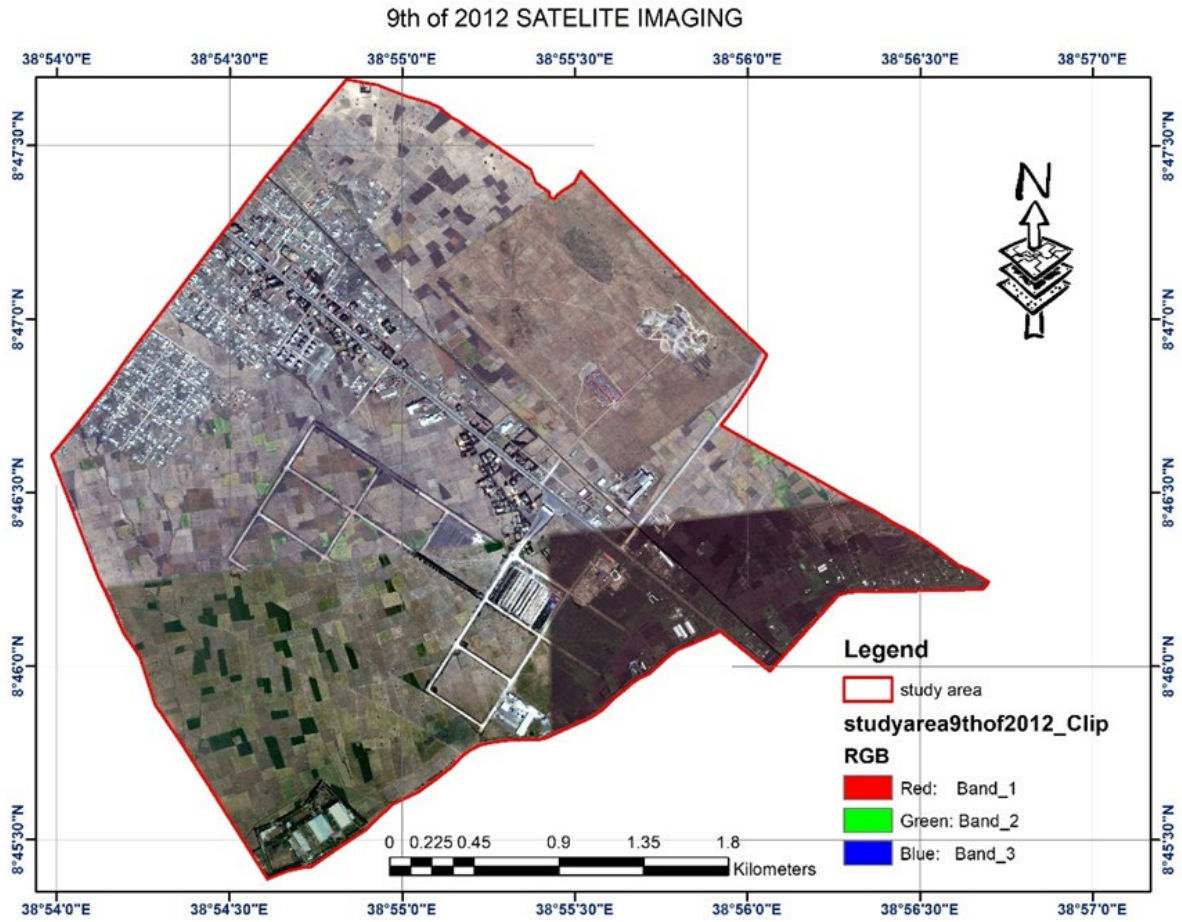 9th of 2012 SATELITE IMAGING
38°54'0"E 38°54'30"E 38°55'0"E 38°55'30"E 38°56'0"E 38°56'30"E 38°57'0"E
8°47'30"N 8°47'30"N
N
8°47'0"N 8°47'0"N
8°46'30"N 8°46'30"N
8°46'0"N 8°46'0"N
Legend
study area
studyarea9thof2012_Clip
RGB
Red: Band_1
Green: Band_2
Blue: Band_3
8°45'30"N 8°45'30"N
0 0.225 0.45 0.9 1.35 1.8
Kilometers
38°54'0"E 38°54'30"E 38°55'0"E 38°55'30"E 38°56'0"E 38°56'30"E 38°57'0"E